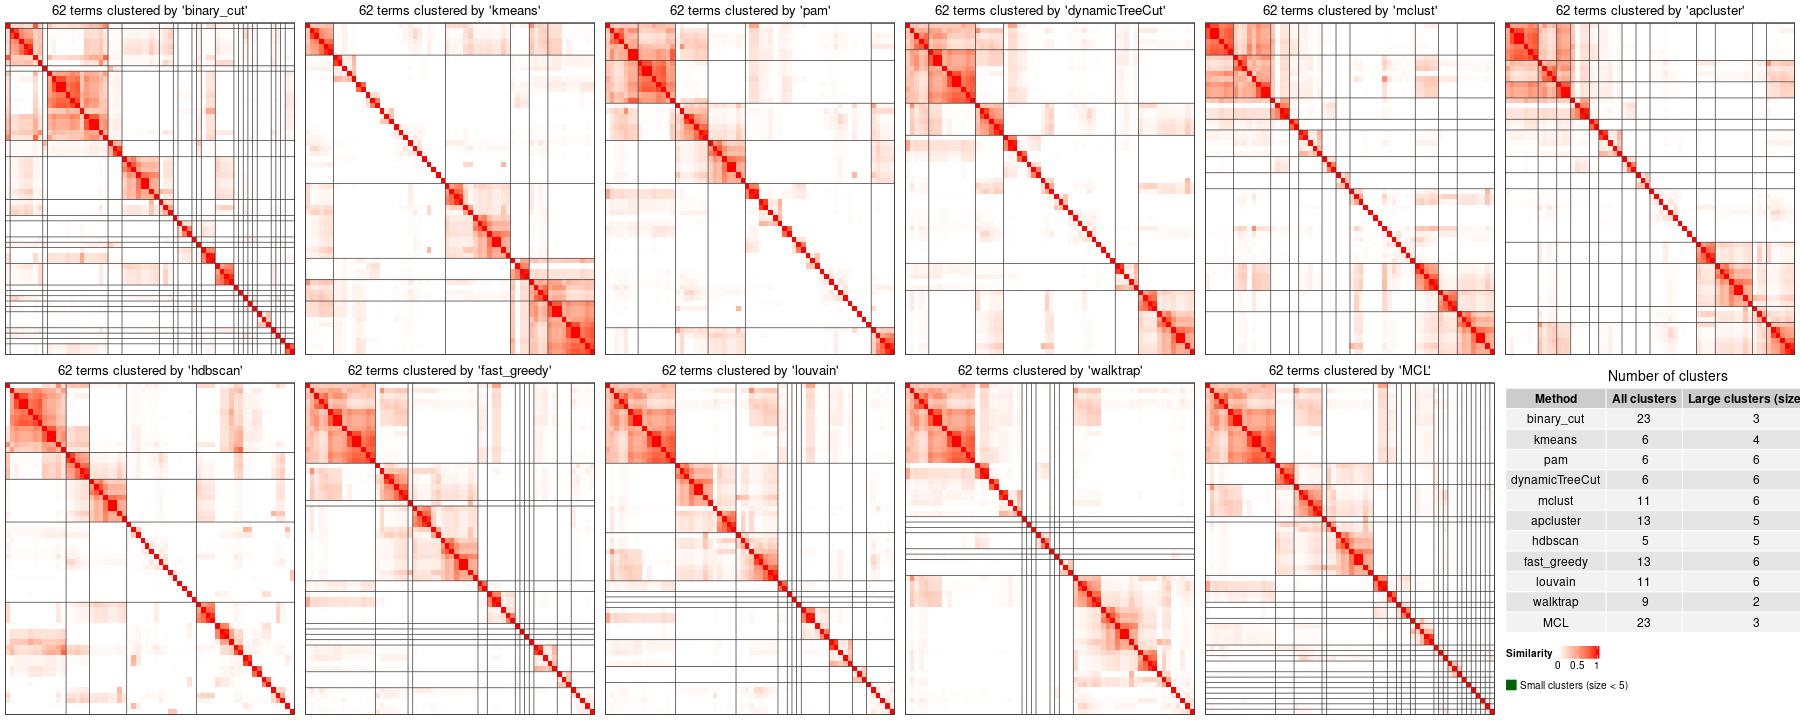 62 terms clustered by 'binary_cut'
62 terms clustered by 'kmeans'
62 terms clustered by 'pam'
62 terms clustered by 'dynamicTreeCut'
62 terms clustered by 'mclust'
62 terms clustered by 'apcluster'
62 terms clustered by 'hdbscan'
62 terms clustered by 'fast_greedy'
62 terms clustered by 'louvain'
62 terms clustered by 'walktrap'
62 terms clustered by 'MCL'
Number of clusters
Method All clusters Large clusters (size
binary_cut 23 3
kmeans 6 4
pam 6 6
dynamicTreeCut 6 6
mclust 11 6
apcluster 13 5
hdbscan 5 5
fast_greedy 13 6
louvain 11 6
walktrap 9 2
MCL 23 3
Similarity
0 0.5 1
Small clusters (size < 5)